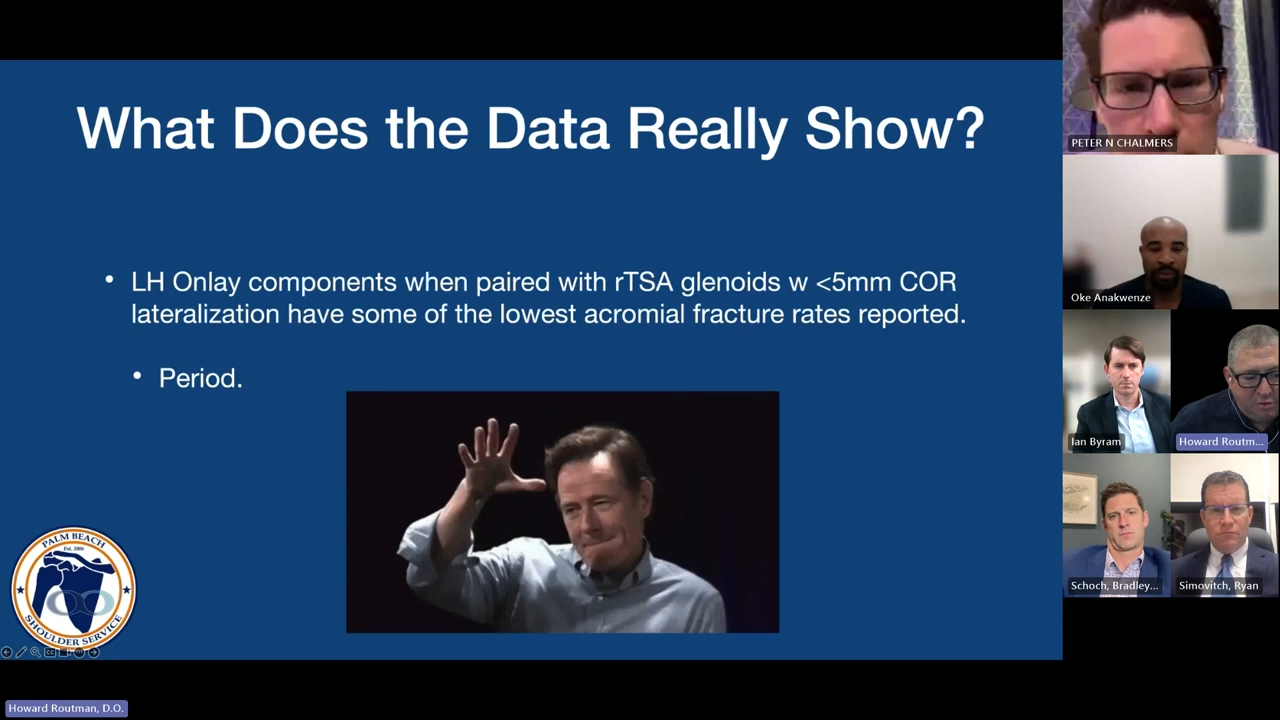 What Does the Data Really Show?
• LH Onlay components when paired with rTSA glenoids w <5mm COR
lateralization have some of the lowest acromial fracture rates reported.
• Period.
PALM BEACH
Est. 2006
SHOULDER SERVICE
Howard Routman, D.O.
PETER N CHALMERS
Oke Anakwenze
Ian Byram
Howard Routm...
Schoch, Bradley...
Simovitch, Ryan